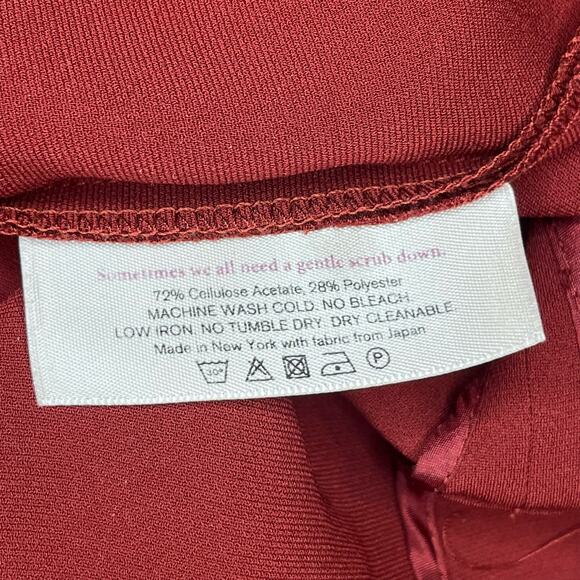 Sometimes we all need a gentle scrub down.
72% Cellulose Acetate, 28% Polyester
MACHINE WASH COLD. NO BLEACH.
LOW IRON. NO TUMBLE DRY. DRY CLEANABLE
Made in New York with fabric from Japan
30° P